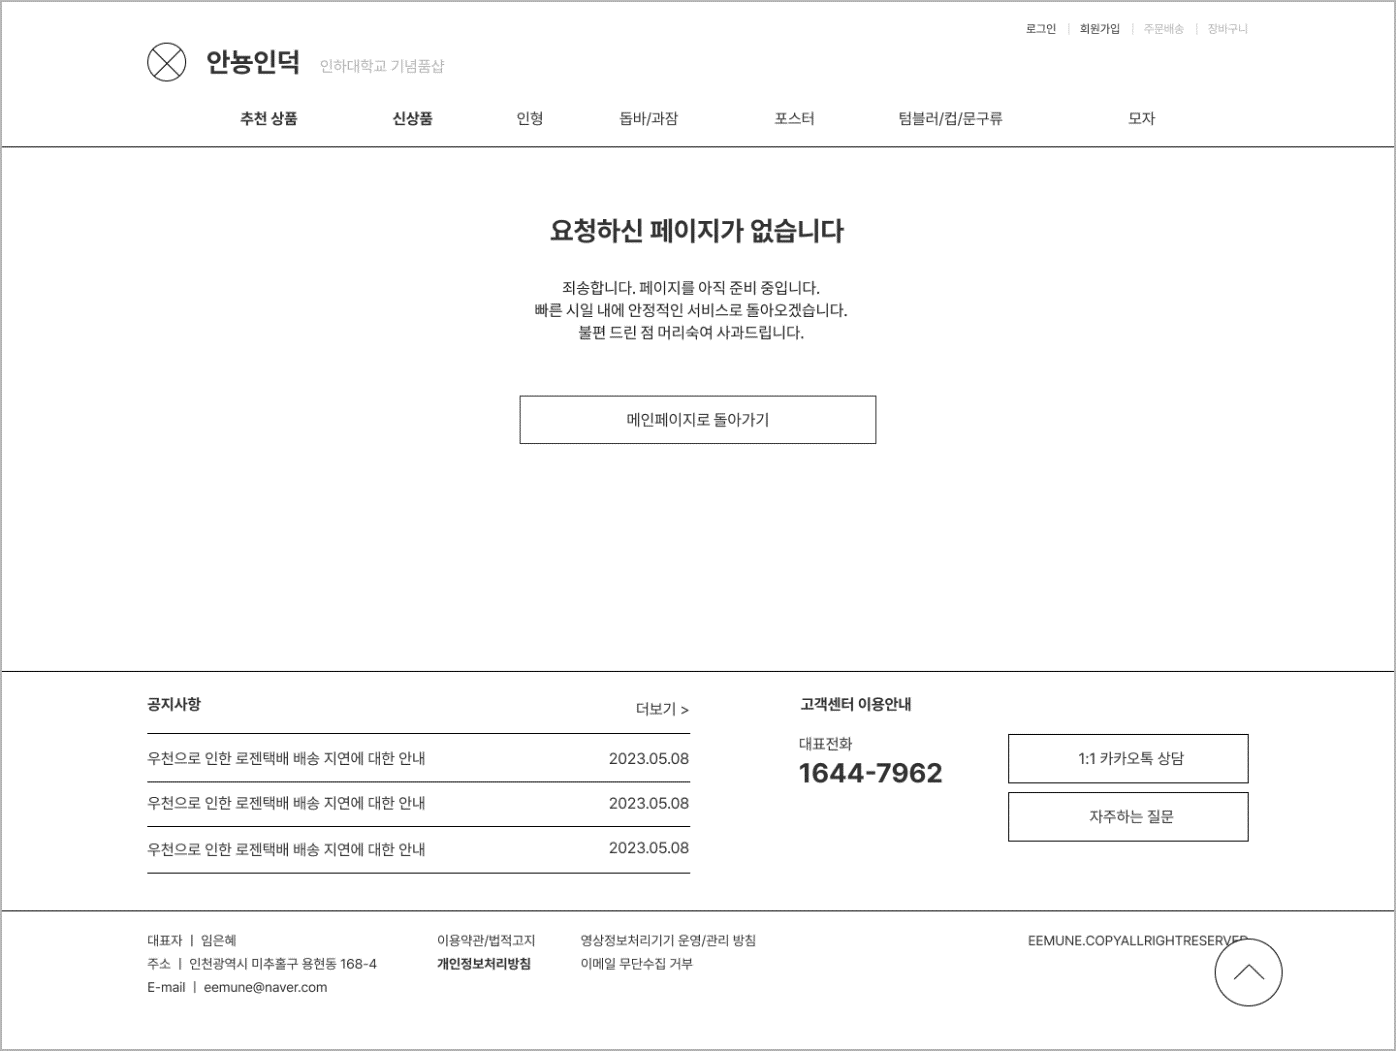 로그인 | 회원가입 | 주문배송 | 장바구니
안뇽인덕 인하대학교 기념품샵
추천 상품 신상품 인형 돕바/과잠 포스터 텀블러/컵/문구류 모자
요청하신 페이지가 없습니다
죄송합니다. 페이지를 아직 준비 중입니다.
빠른 시일 내에 안정적인 서비스로 돌아오겠습니다.
불편 드린 점 머리숙여 사과드립니다.
메인페이지로 돌아가기
공지사항 더보기 >
우천으로 인한 로젠택배 배송 지연에 대한 안내 2023.05.08
우천으로 인한 로젠택배 배송 지연에 대한 안내 2023.05.08
우천으로 인한 로젠택배 배송 지연에 대한 안내 2023.05.08
고객센터 이용안내
대표전화
1644-7962
1:1 카카오톡 상담
자주하는 질문
대표자 | 임은혜
주소 | 인천광역시 미추홀구 용현동 168-4
E-mail | eemune@naver.com
이용약관/법적고지
개인정보처리방침
영상정보처리기기 운영/관리 방침
이메일 무단수집 거부
EEMUNE.COPYALLRIGHTRESERVED